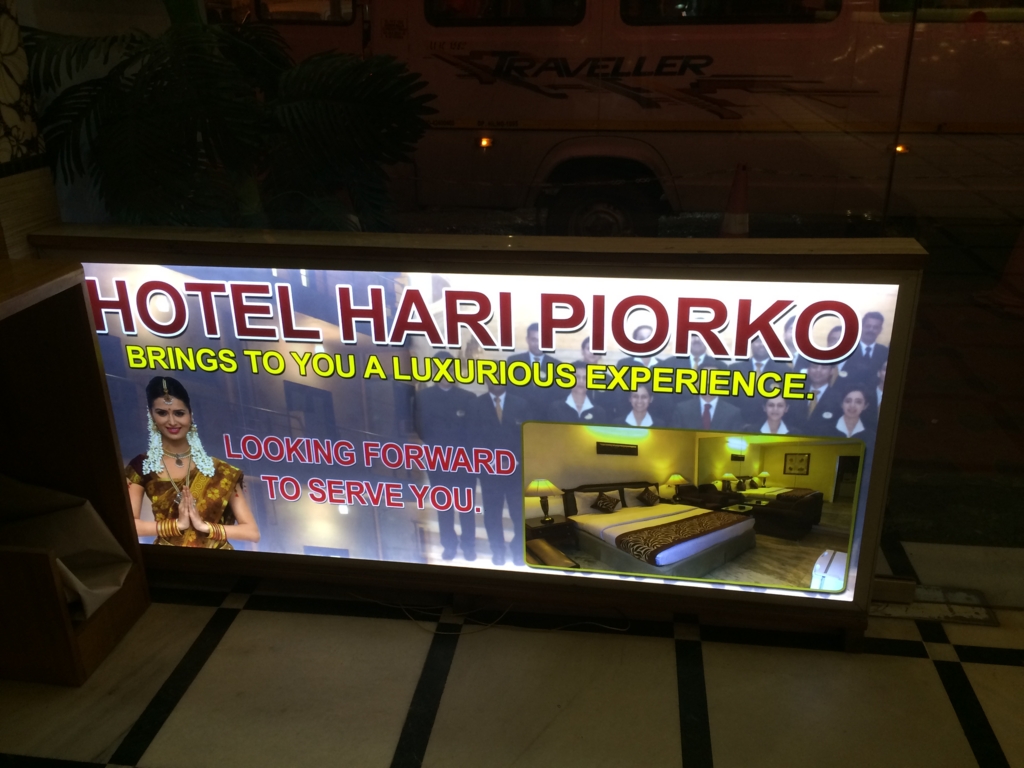 TRAVELLER
HOTEL HARI PIORKO
BRINGS TO YOU A LUXURIOUS EXPERIENCE.
LOOKING FORWARD
TO SERVE YOU.